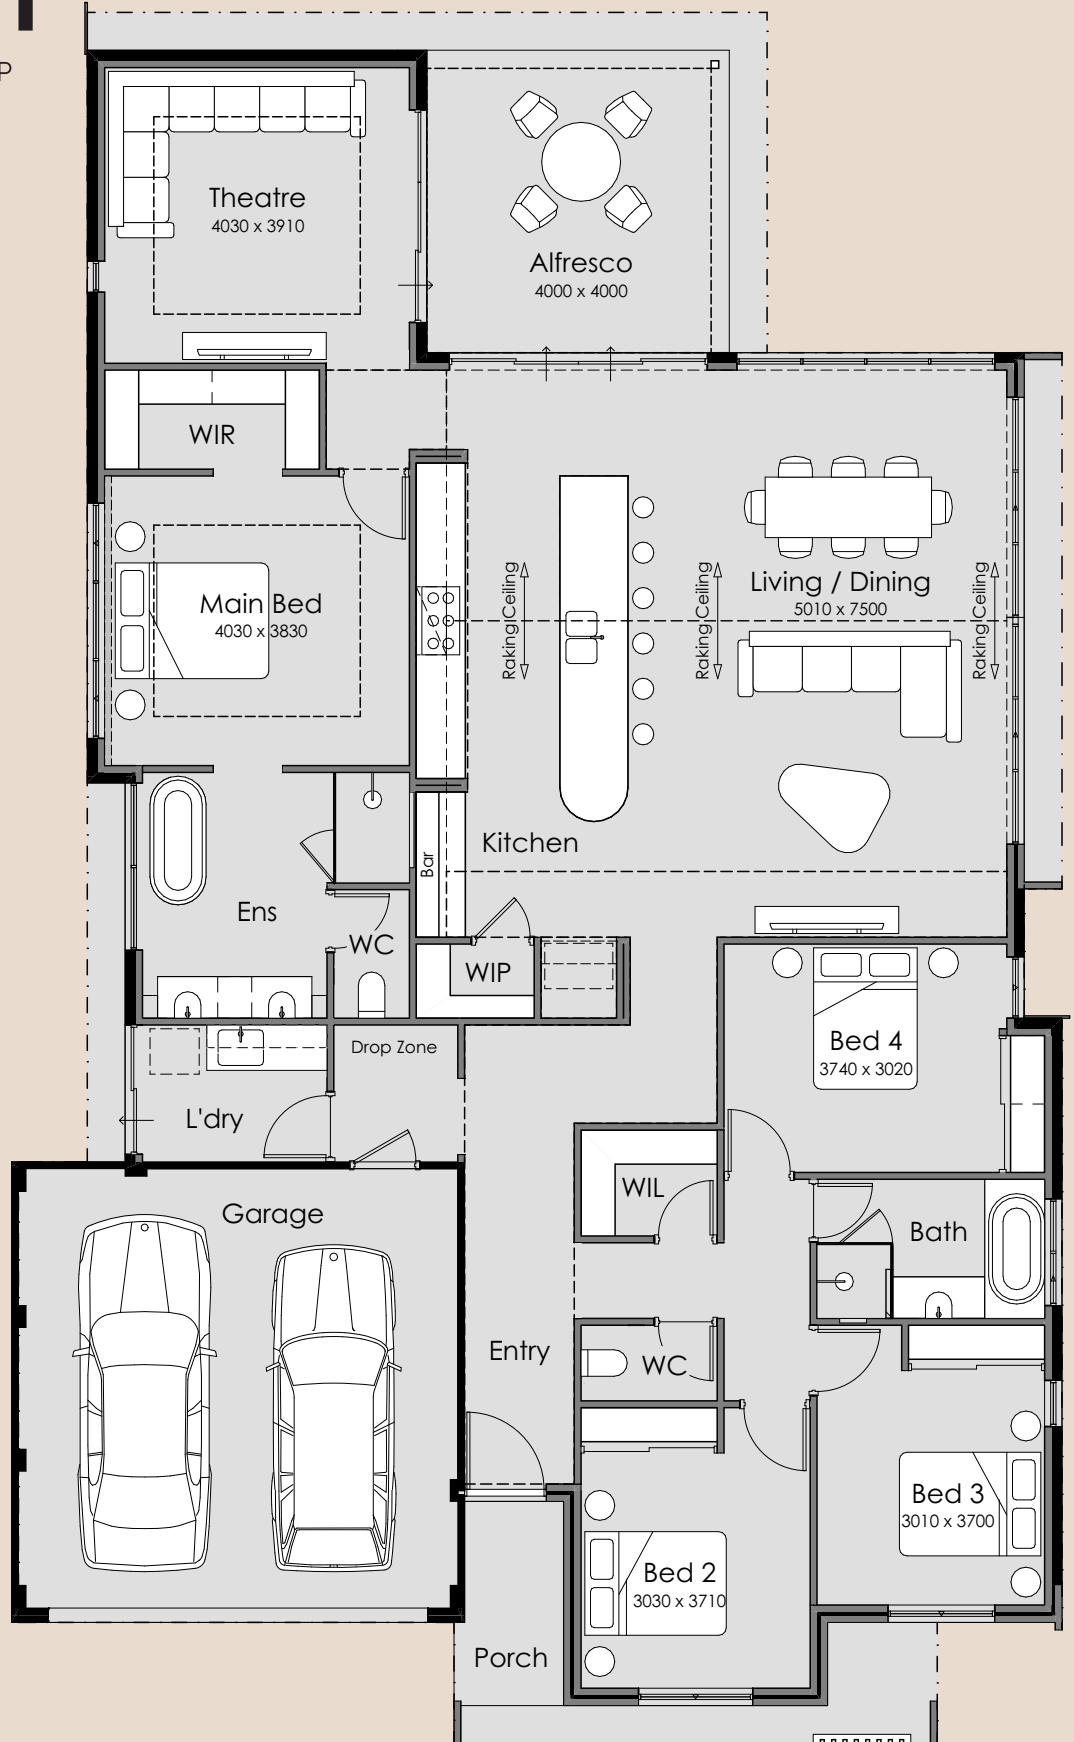 P
Theatre
4030 x 3910
Alfresco
4000 x 4000
WIR
Main Bed
4030 x 3830
Raking Ceiling
Raking Ceiling
Living / Dining
5010 x 7500
Raking Ceiling
Kitchen
Bar
Ens
WC
WIP
Drop Zone
Bed 4
3740 x 3020
L'dry
WIL
Garage
Bath
Entry
WC
Bed 3
3010 x 3700
Bed 2
3030 x 3710
Porch